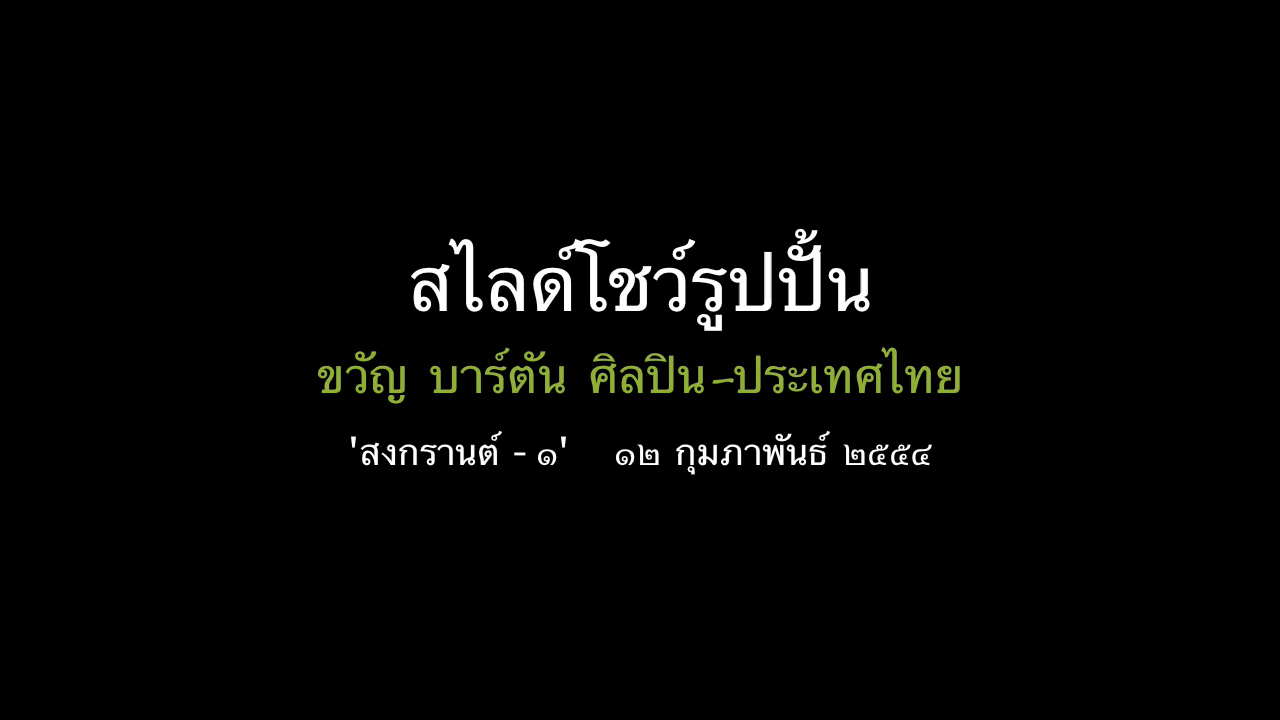 สไลด์โชว์รูปปั้น
ขวัญ บาร์ตัน ศิลปิน-ประเทศไทย
'สงกรานต์ - ๑' ๑๒ กุมภาพันธ์ ๒๕๕๔